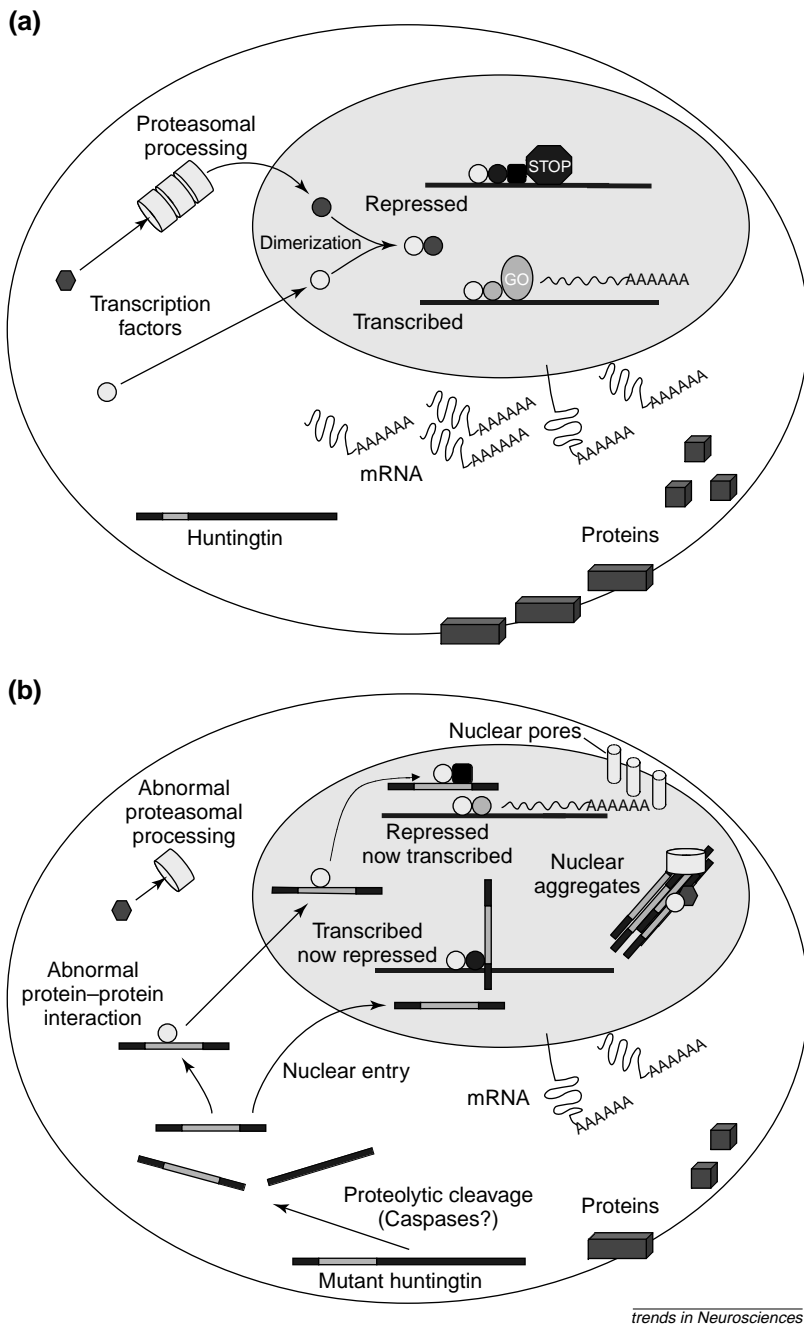 (a)
Proteasomal
processing
STOP
Repressed
Dimerization
GO
AAAAAA
Transcription
factors
Transcribed
AAAAAA
AAAAAA
AAAAAA
AAAAAA
AAAAAA
mRNA
Huntingtin
Proteins
(b)
Nuclear pores
Abnormal
proteasomal
processing
AAAAAA
Repressed
now transcribed
Nuclear
aggregates
Transcribed
now repressed
Abnormal
protein–protein
interaction
Nuclear entry
mRNA
AAAAAA
AAAAAA
Proteolytic cleavage
(Caspases?)
Proteins
Mutant huntingtin
trends in Neurosciences